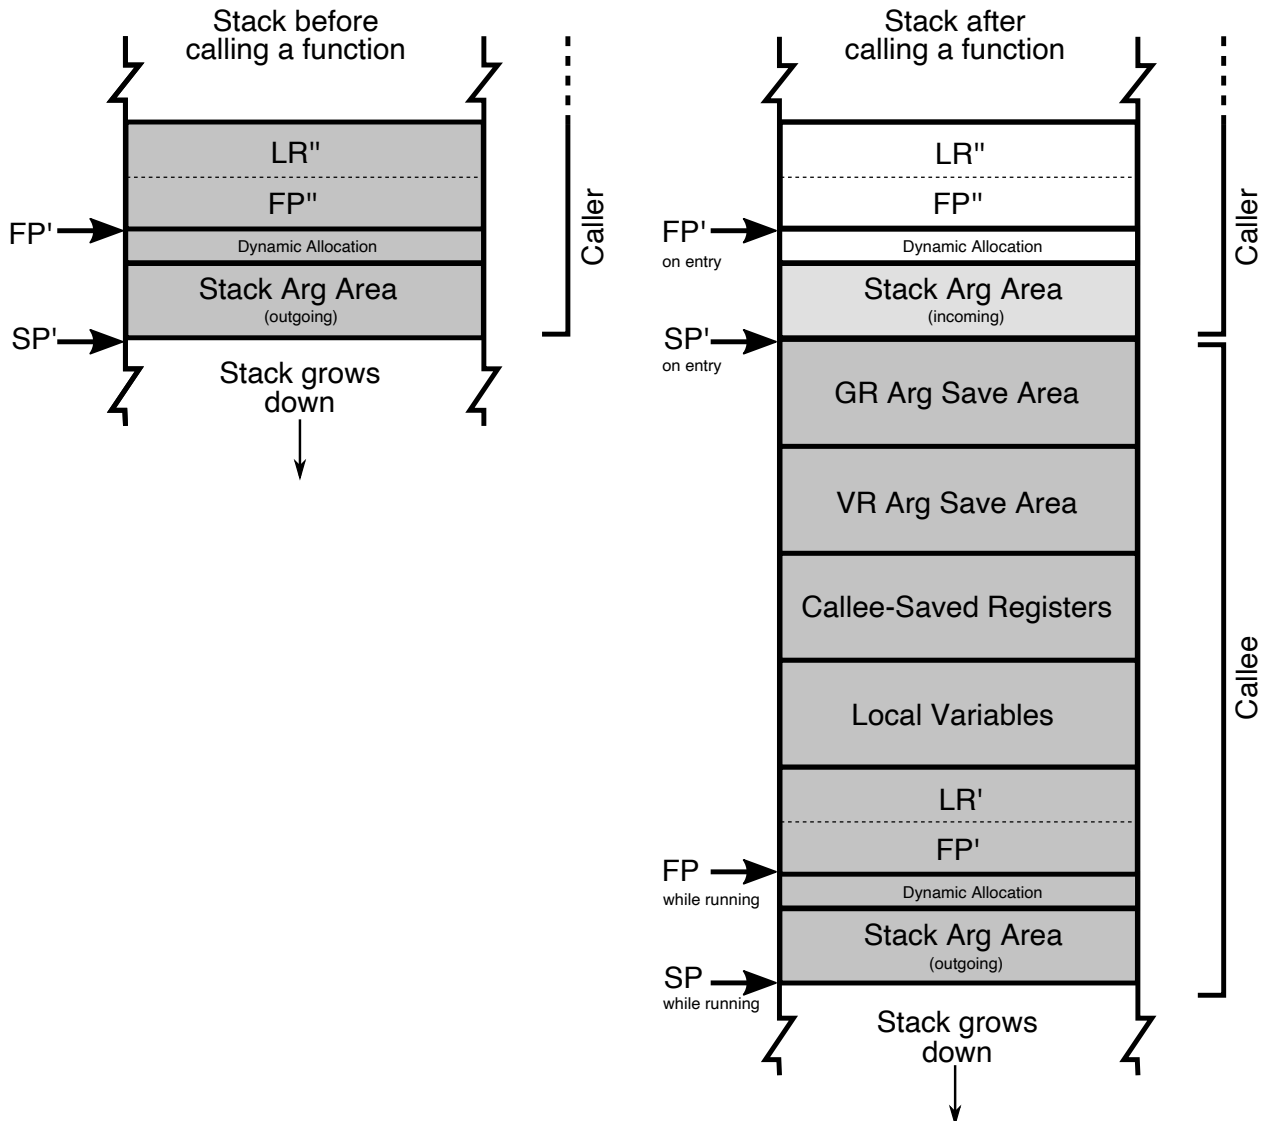 Stack before
calling a function
LR"
FP"
FP'
Dynamic Allocation
Stack Arg Area
(outgoing)
SP'
Stack grows
down
Caller
Stack after
calling a function
LR"
FP"
FP'
on entry
Dynamic Allocation
Stack Arg Area
(incoming)
SP'
on entry
Caller
GR Arg Save Area
VR Arg Save Area
Callee-Saved Registers
Local Variables
LR'
FP'
FP
while running
Dynamic Allocation
Stack Arg Area
(outgoing)
SP
while running
Callee
Stack grows
down